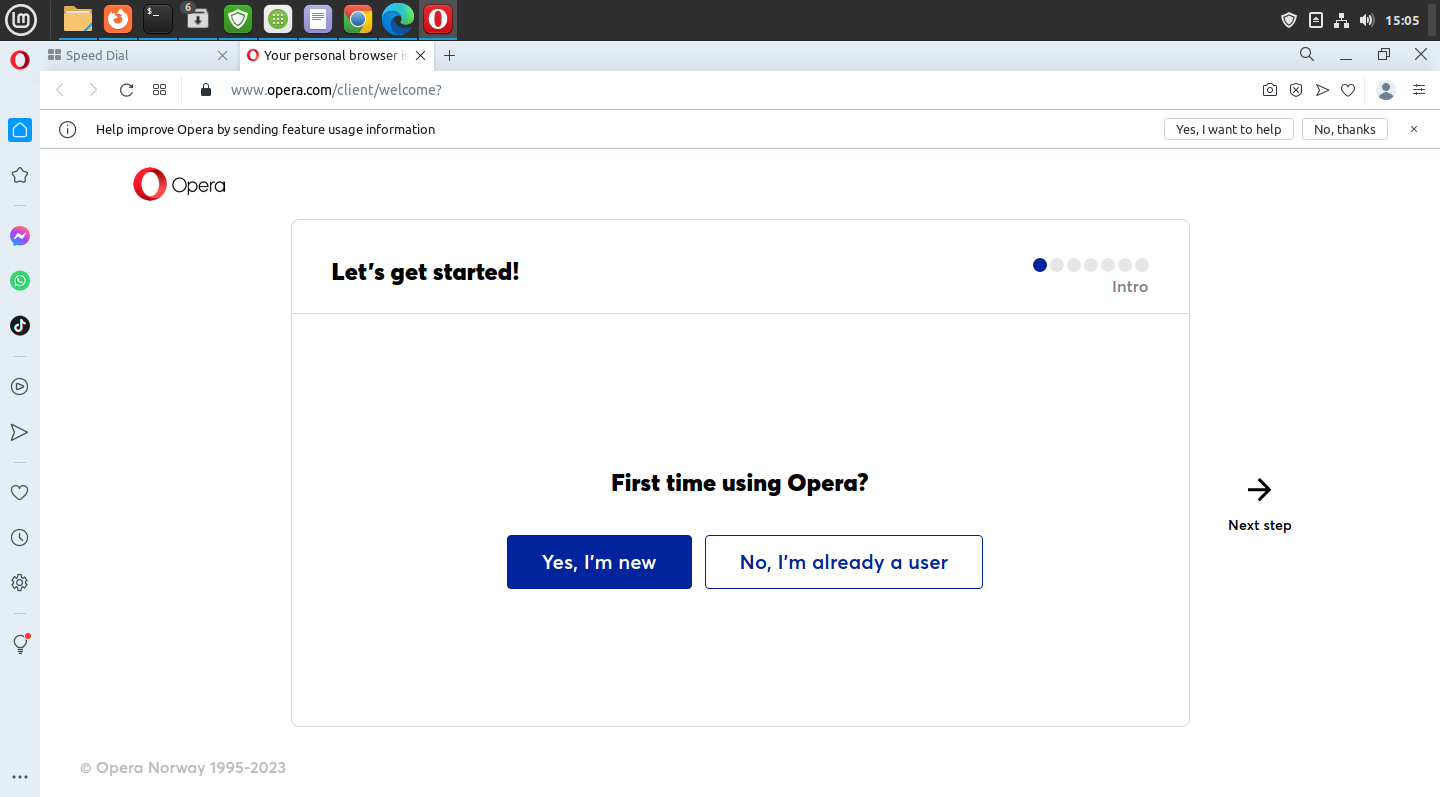 6
15:05
Speed Dial
Your personal browser is
www.opera.com/client/welcome?
Help improve Opera by sending feature usage information
Yes, I want to help
No, thanks
Opera
Let's get started!
Intro
First time using Opera?
Yes, I'm new
No, I'm already a user
Next step
© Opera Norway 1995-2023